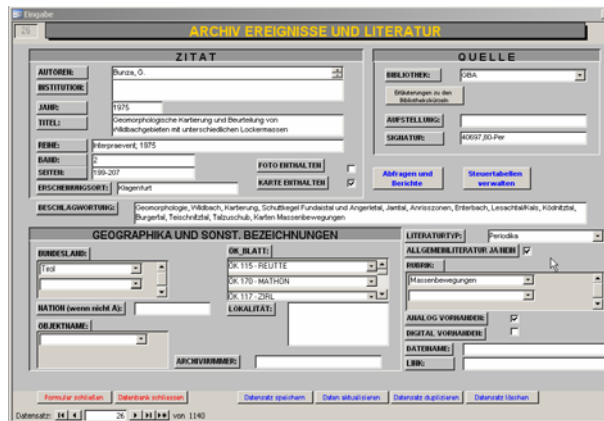 Eingabe
26
ARCHIV EREIGNISSE UND LITERATUR
ZITAT
AUTOREN: Bunza, G.
INSTITUTION:
JAHR: 1975
TITEL: Geomorphologische Kartierung und Beurteilung von
Wildbachgebieten mit unterschiedlichen Lockermassen
REIHE: Interpraevent, 1975
BAND: 2
SEITEN: 199-207
ERSCHEINUNGSORT: Klagenfurt
FOTO ENTHALTEN
KARTE ENTHALTEN
QUELLE
BIBLIOTHEK: GBA
Erläuterungen zu den
Bibliothekskürzeln
AUFSTELLUNG:
SIGNATUR: 40697,80-Per
Abfragen und
Berichte
Steuertabellen
verwalten
BESCHLAGWORTUNG: Geomorphologie, Wildbach, Kartierung, Schuttkegel Fundaistal und Angerletal, Jamtal, Anrisszonen, Enterbach, Lesachtal/Kals, Ködnitztal,
Burgertal, Teischnitztal, Talzuschub, Karten Massenbewegungen
GEOGRAPHIKA UND SONST. BEZEICHNUNGEN
BUNDESLAND:
Tirol
NATION (wenn nicht A):
OBJEKTNAME:
ÖK_BLATT:
ÖK 115 - REUTTE
ÖK 170 - MATHON
ÖK 117 - ZIRL
LOKALITÄT:
ARCHIVNUMMER:
LITERATURTYP: Periodika
ALLGEMEINLITERATUR JA/NEIN
RUBRIK:
Massenbewegungen
ANALOG VORHANDEN:
DIGITAL VORHANDEN:
DATEINAME:
LINK:
Formular schließen
Datenbank schliessen
Datensatz speichern
Daten aktualisieren
Datensatz duplizieren
Datensatz löschen
Datensatz: 26 von 1140